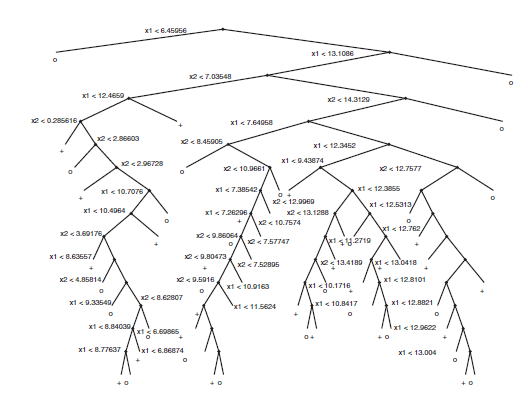 x1 < 6.45956
x1 < 13.1086
o
x2 < 7.03548
o
x1 < 12.4659
x2 < 14.3129
x2 < 0.285616
+
x1 < 7.64958
o
+
x2 < 2.86603
x2 < 8.45905
x1 < 12.3452
o
x2 < 2.96728
o
x2 < 10.9661
x1 < 9.43874
x2 < 12.7577
+
x1 < 10.7076
x1 < 7.38542
o
+
x1 < 12.3855
o
x1 < 10.4964
o
x1 < 7.26296
x2 < 12.9969
x2 < 13.1288
x1 < 12.5313
x2 < 3.69176
+
x2 < 9.86064
x2 < 10.7574
x1 < 11.2719
x1 < 12.762
x1 < 8.63557
x2 < 9.80473
x2 < 7.57747
x2 < 13.4189
x1 < 13.0418
x2 < 4.85814
x2 < 9.5916
x2 < 7.52895
x1 < 10.1716
x1 < 12.8101
+
x1 < 9.33549
x2 < 8.62807
x1 < 10.9163
x1 < 11.5624
x1 < 10.8417
x1 < 12.8821
x1 < 8.84039
x1 < 6.69865
o +
+ o
x1 < 12.9622
x1 < 8.77637
x1 < 6.86874
x1 < 13.004
+ o
+ o
+ o